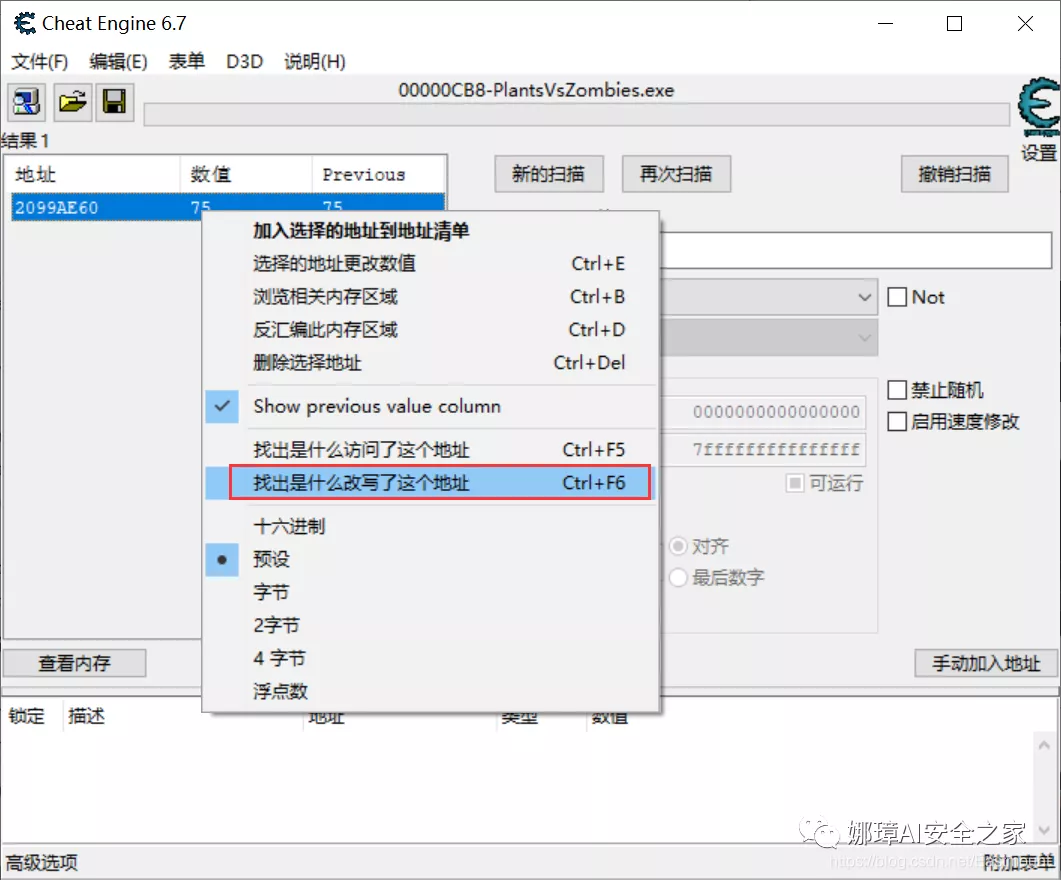 Cheat Engine 6.7
文件(F) 编辑(E) 表单 D3D 说明(H)
00000CB8-PlantsVsZombies.exe
结果 1
设置
地址 数值 Previous
新的扫描 再次扫描 撤销扫描
2099AE60 75 75
加入选择的地址到地址清单
选择的地址更改数值 Ctrl+E
浏览相关内存区域 Ctrl+B
Not
反汇编此内存区域 Ctrl+D
删除选择地址 Ctrl+Del
禁止随机
Show previous value column
0000000000000000
启用速度修改
找出是什么访问了这个地址 Ctrl+F5
7fffffffffffffff
找出是什么改写了这个地址 Ctrl+F6
可运行
十六进制
对齐
预设
最后数字
字节
2字节
4 字节
浮点数
查看内存 手动加入地址
锁定 描述 地址 类型 数值
娜璋AI安全之家
高级选项 附加表单
https://blog.csdn.net/